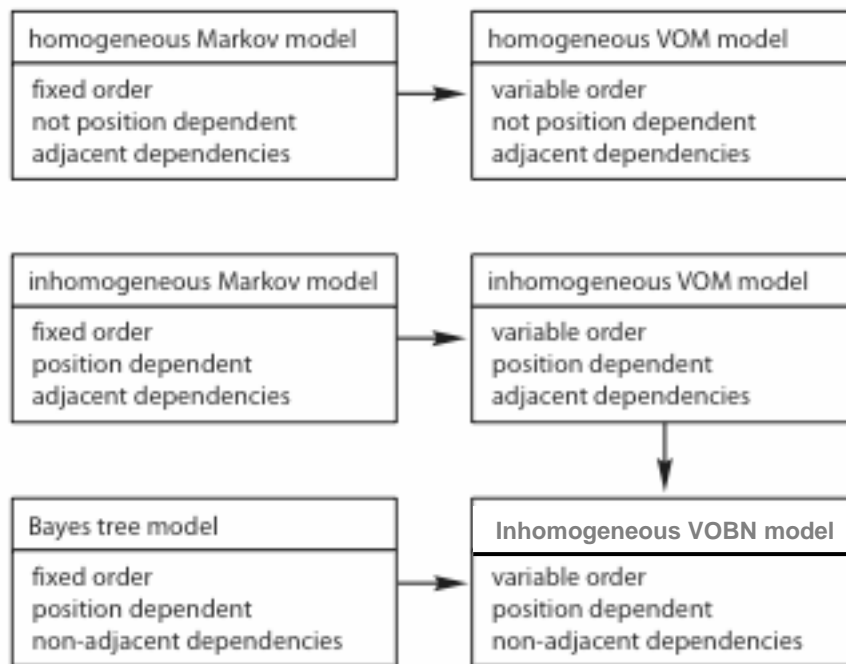 homogeneous Markov model
fixed order
not position dependent
adjacent dependencies
homogeneous VOM model
variable order
not position dependent
adjacent dependencies
inhomogeneous Markov model
fixed order
position dependent
adjacent dependencies
inhomogeneous VOM model
variable order
position dependent
adjacent dependencies
Bayes tree model
fixed order
position dependent
non-adjacent dependencies
Inhomogeneous VOBN model
variable order
position dependent
non-adjacent dependencies